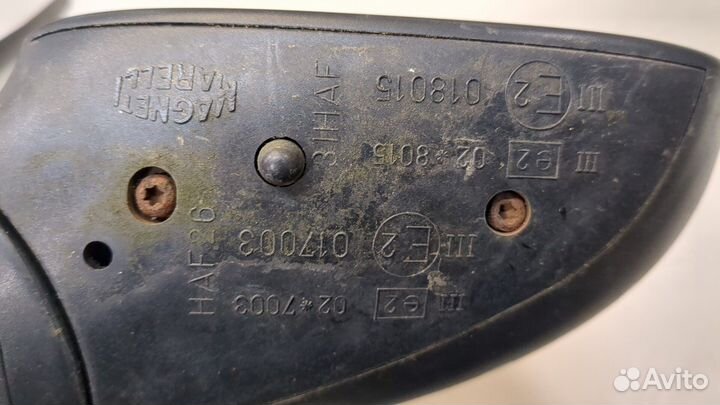 III e2 02*7003
III E2 017003
HAF26
III e2 02*8015
III E2 018015
MAGNETI
MARELLI
Avito